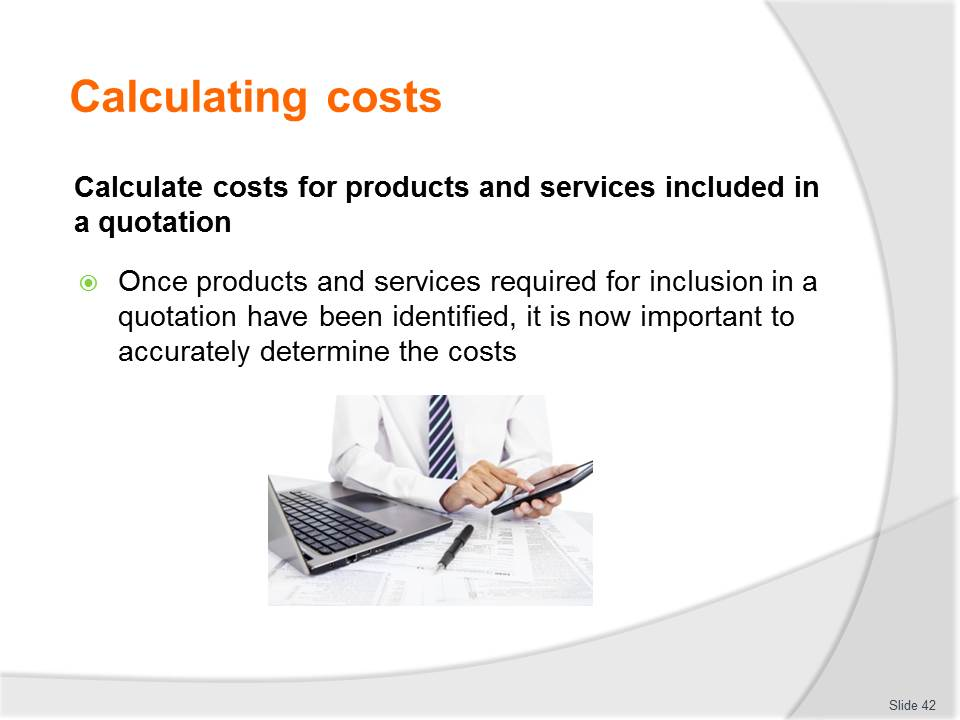 Calculating costs
Calculate costs for products and services included in
a quotation
Once products and services required for inclusion in a
quotation have been identified, it is now important to
accurately determine the costs
Slide 42